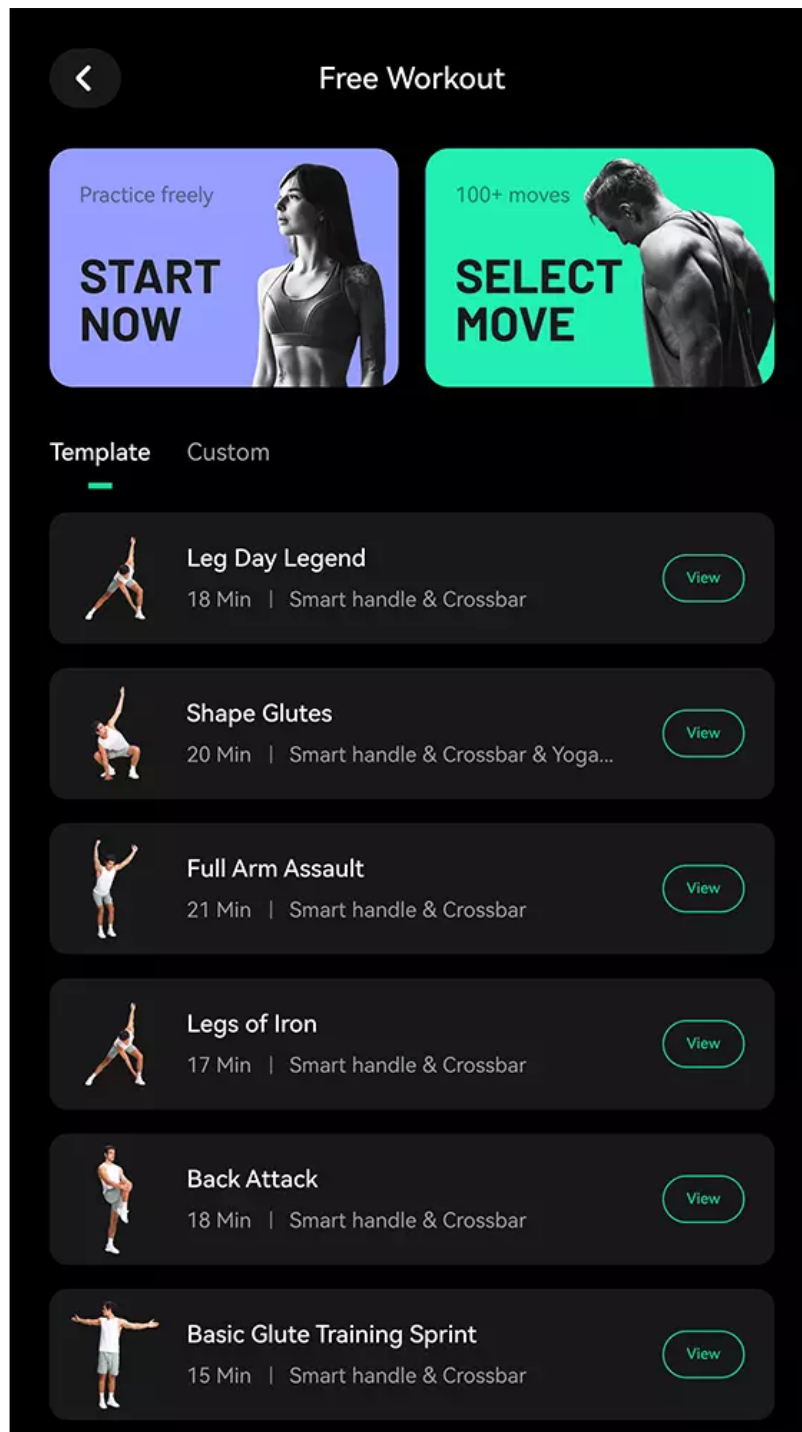 Free Workout
Practice freely
START
NOW
100+ moves
SELECT
MOVE
Template
Custom
Leg Day Legend
18 Min | Smart handle & Crossbar
View
Shape Glutes
20 Min | Smart handle & Crossbar & Yoga...
View
Full Arm Assault
21 Min | Smart handle & Crossbar
View
Legs of Iron
17 Min | Smart handle & Crossbar
View
Back Attack
18 Min | Smart handle & Crossbar
View
Basic Glute Training Sprint
15 Min | Smart handle & Crossbar
View